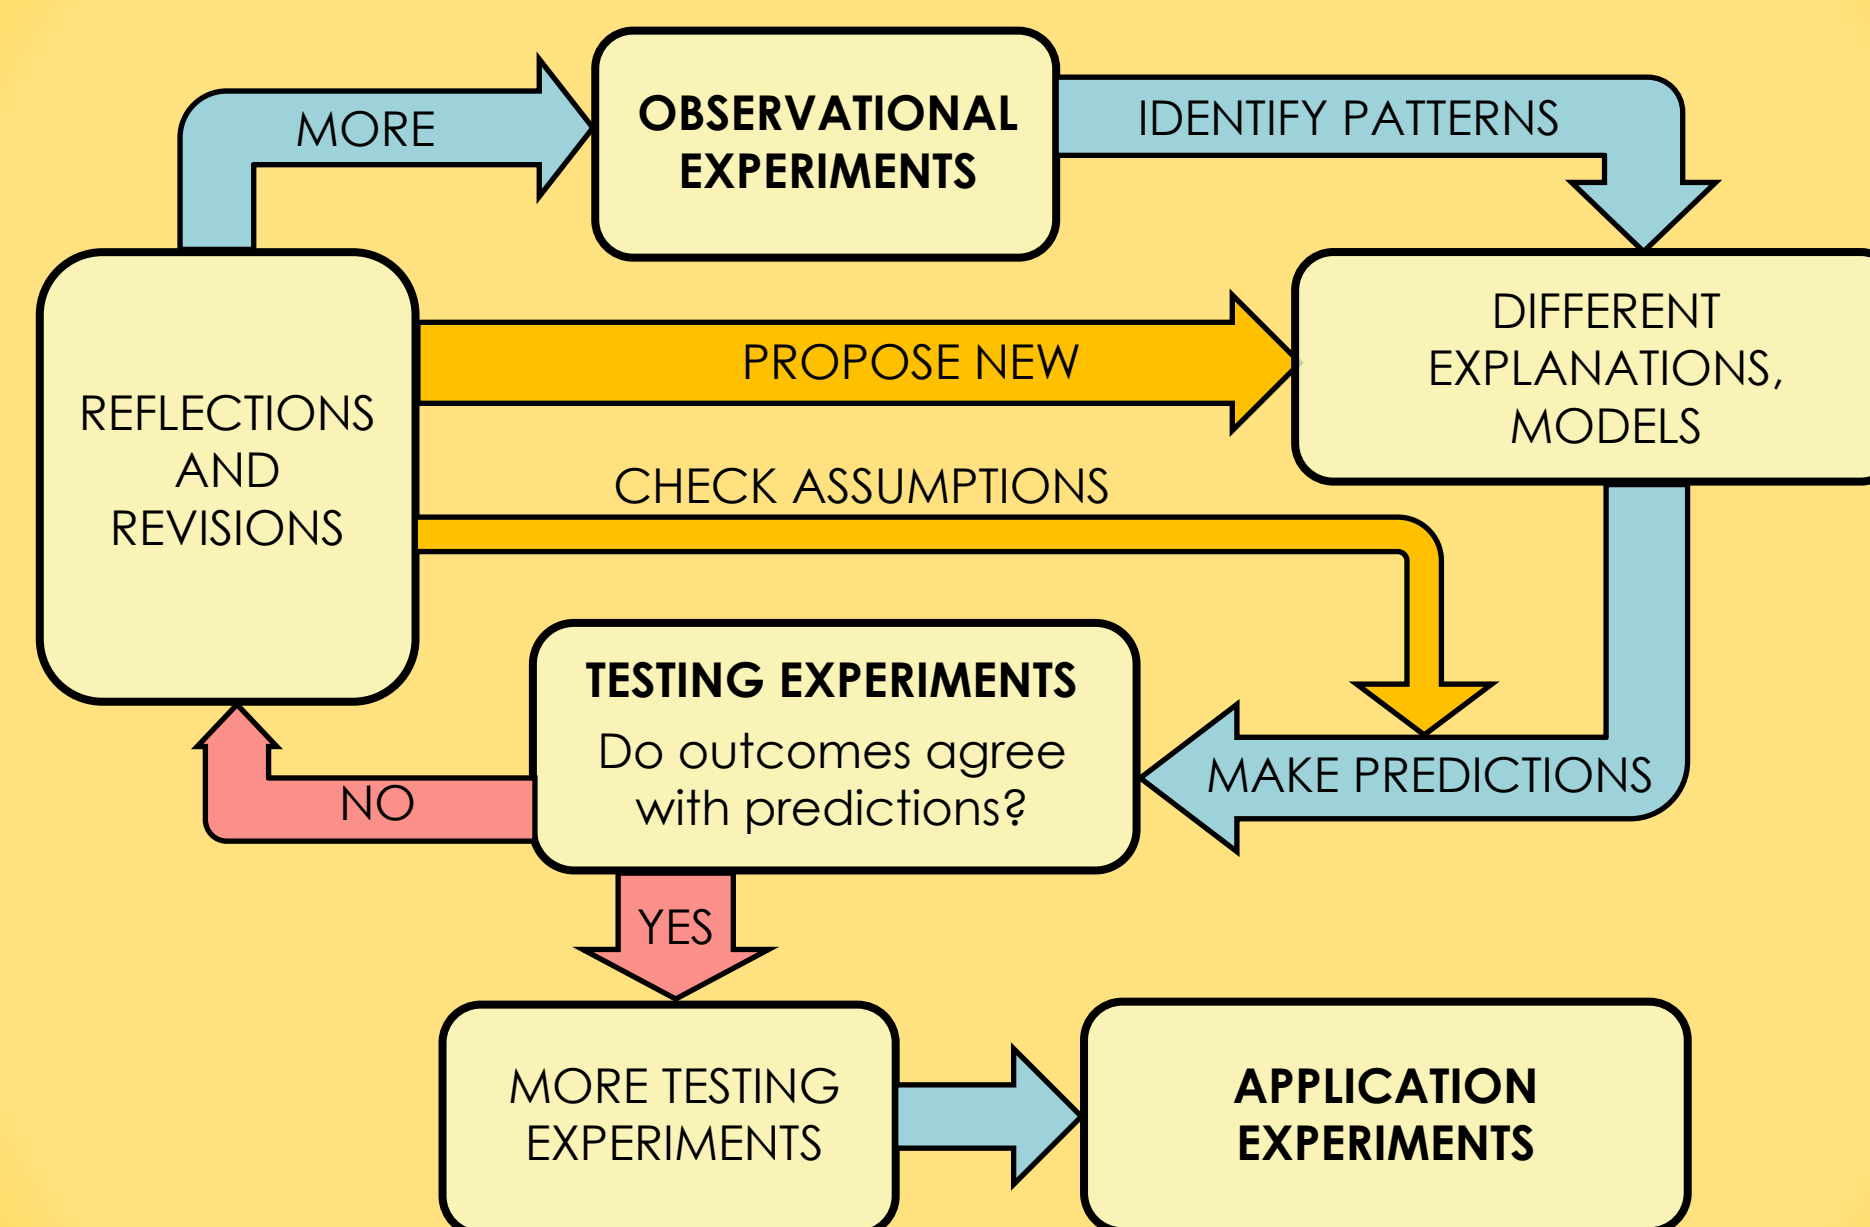 MORE
OBSERVATIONAL
EXPERIMENTS
IDENTIFY PATTERNS
REFLECTIONS
AND
REVISIONS
PROPOSE NEW
DIFFERENT
EXPLANATIONS,
MODELS
CHECK ASSUMPTIONS
TESTING EXPERIMENTS
Do outcomes agree
with predictions?
MAKE PREDICTIONS
NO
YES
MORE TESTING
EXPERIMENTS
APPLICATION
EXPERIMENTS